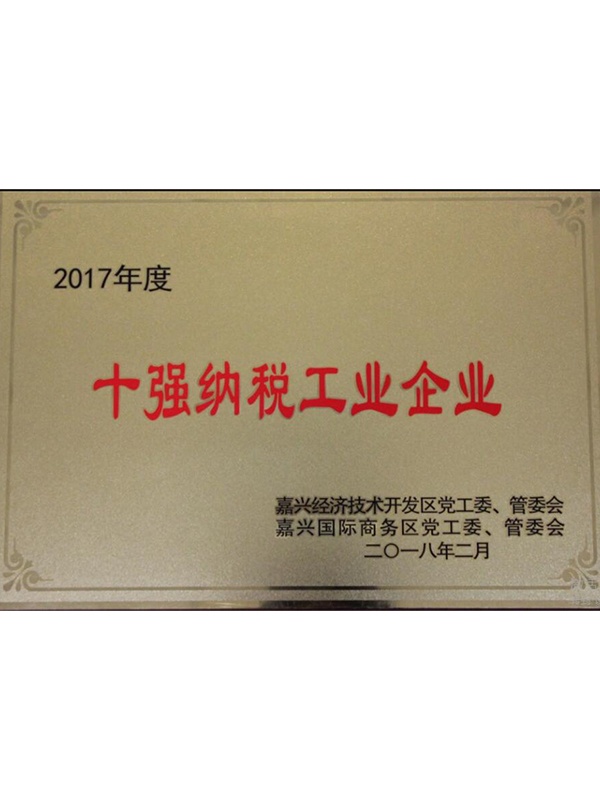 2017年度
十强纳税工业企业
嘉兴经济技术开发区党工委、管委会
嘉兴国际商务区党工委、管委会
二〇一八年二月